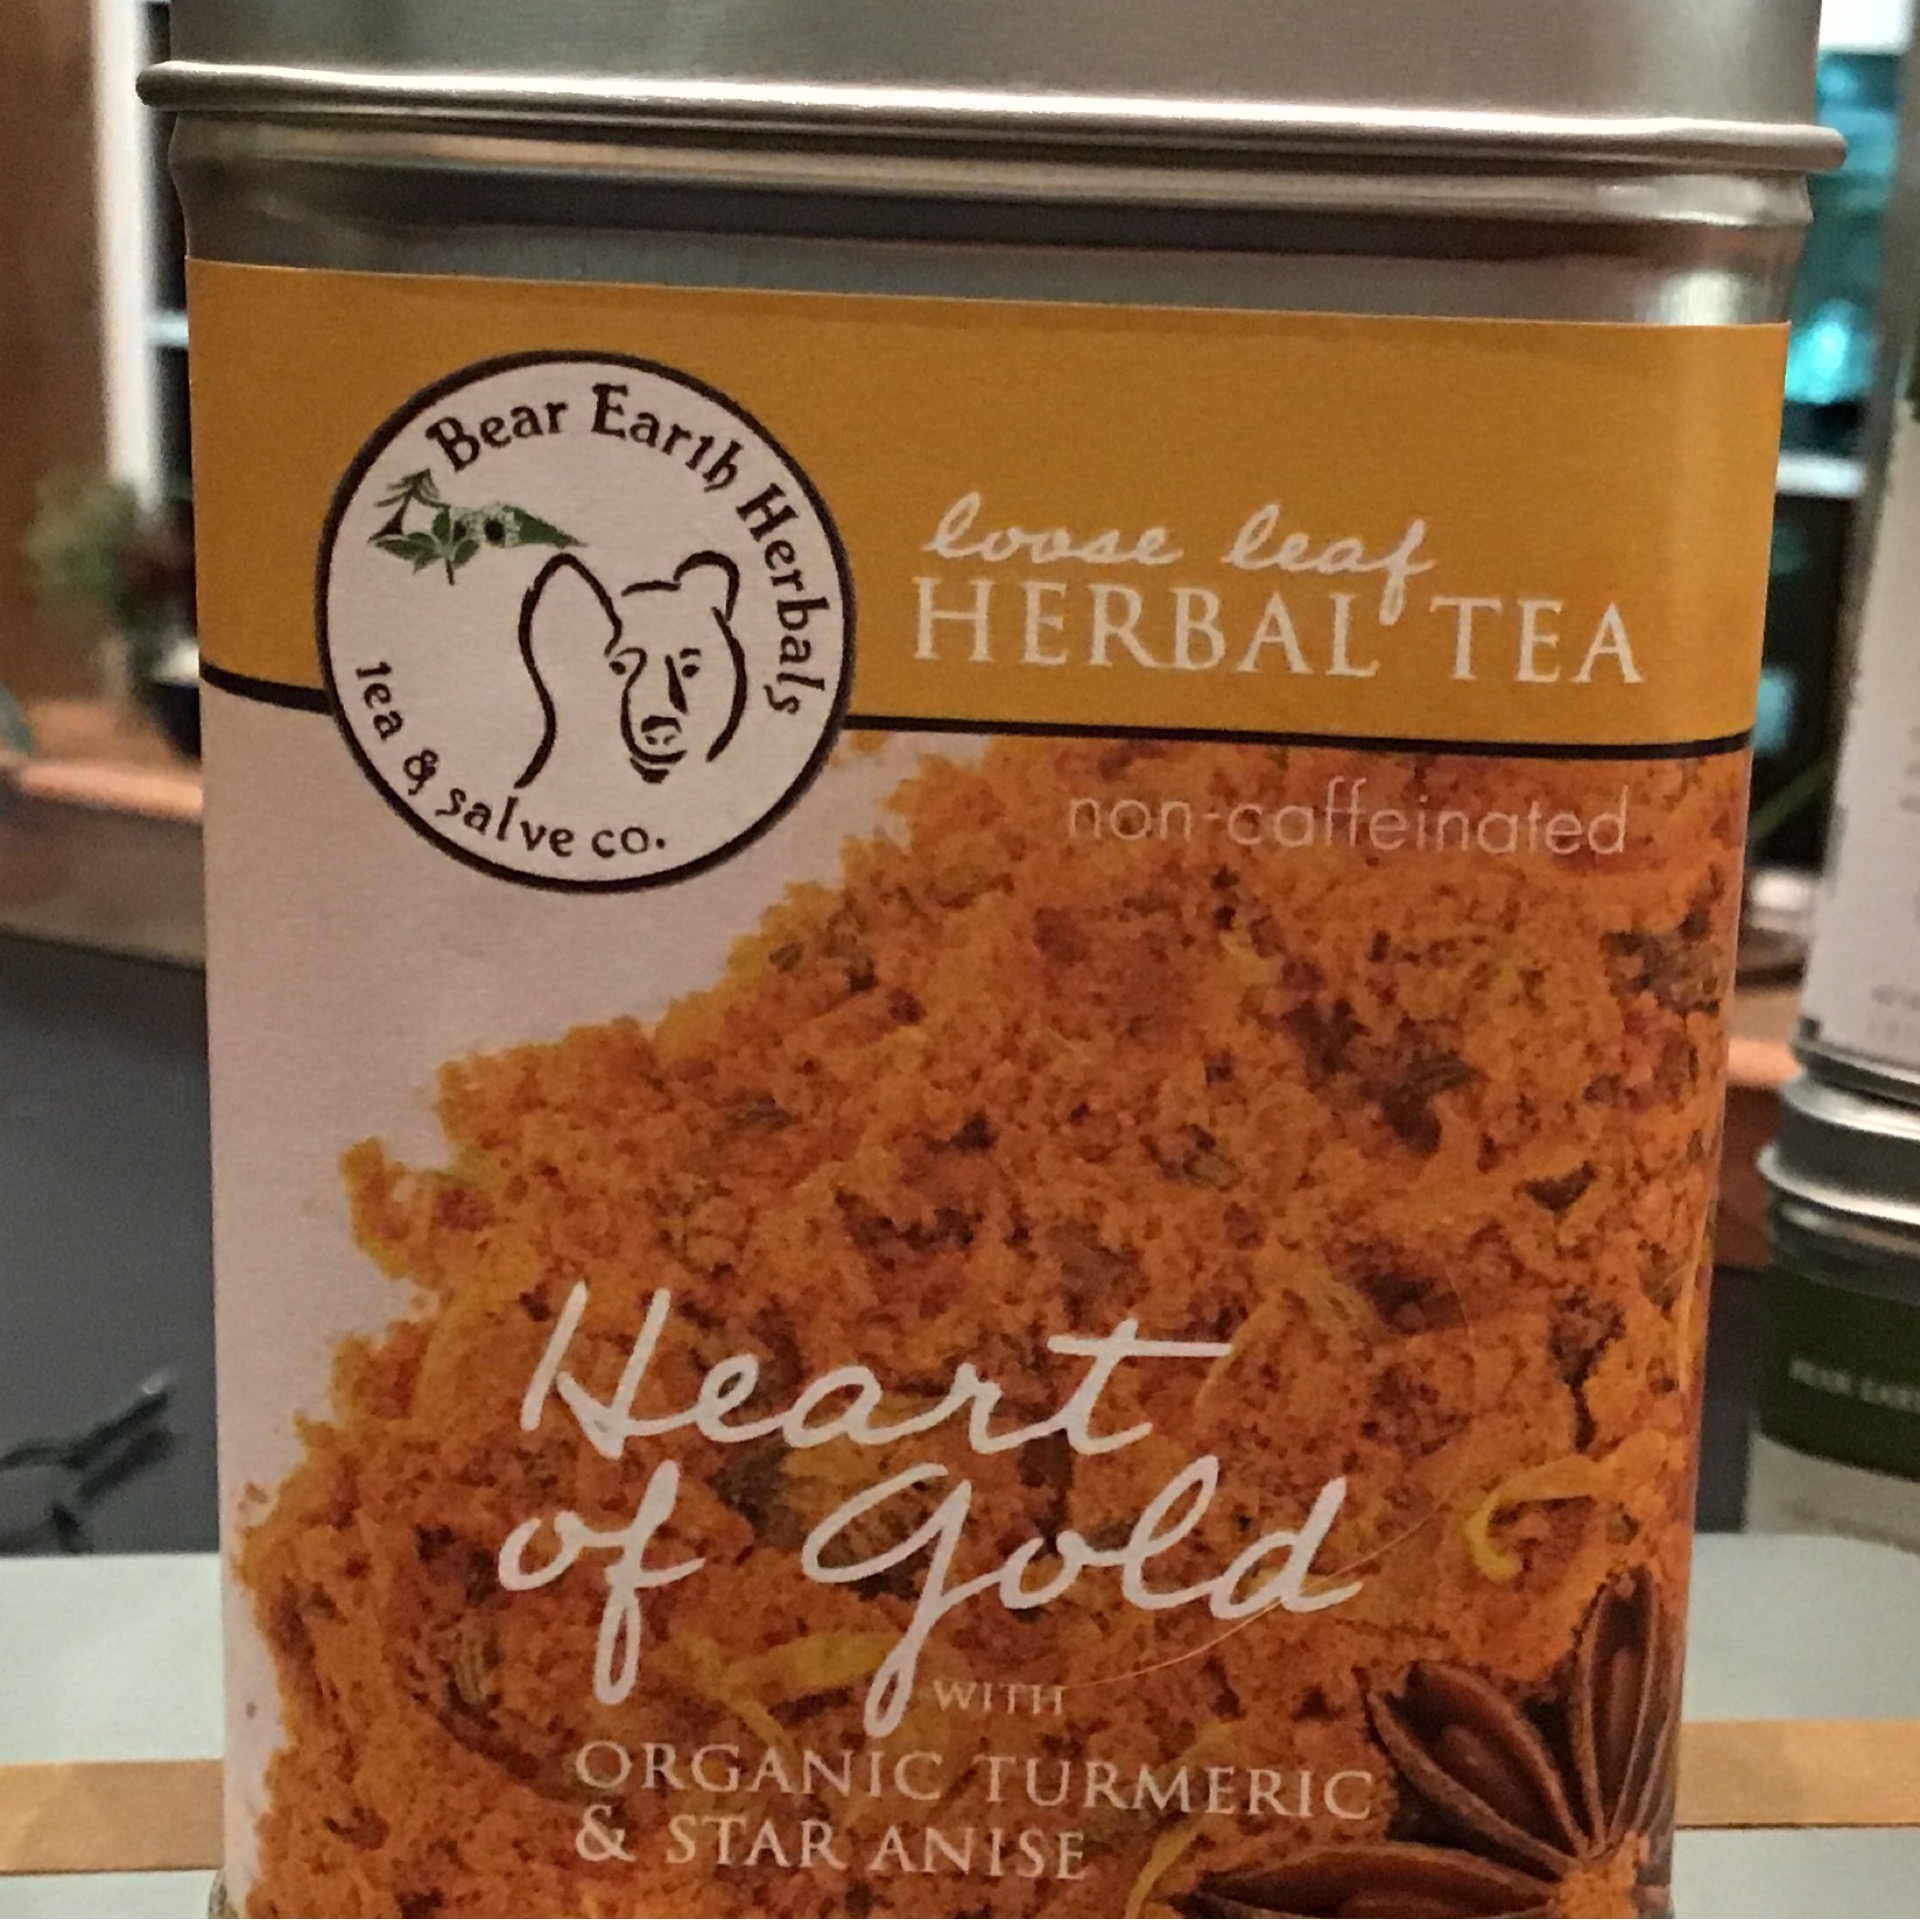 Bear Earth Herbals
tea & salve co.
loose leaf
HERBAL TEA
non-caffeinated
Heart
of Gold
WITH
ORGANIC TURMERIC
& STAR ANISE